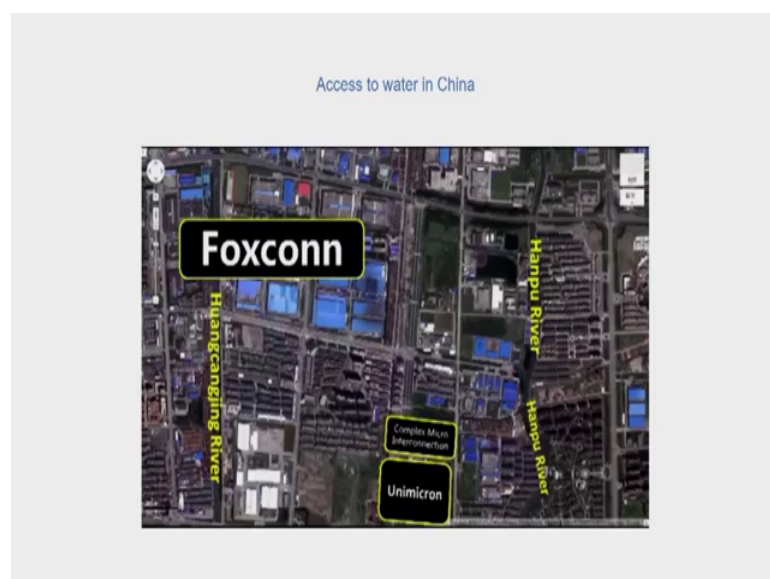 Access to water in China
Foxconn
Huangcangjing River
Hanpu River
Hanpu River
Complex Micro
Interconnection
Unimicron